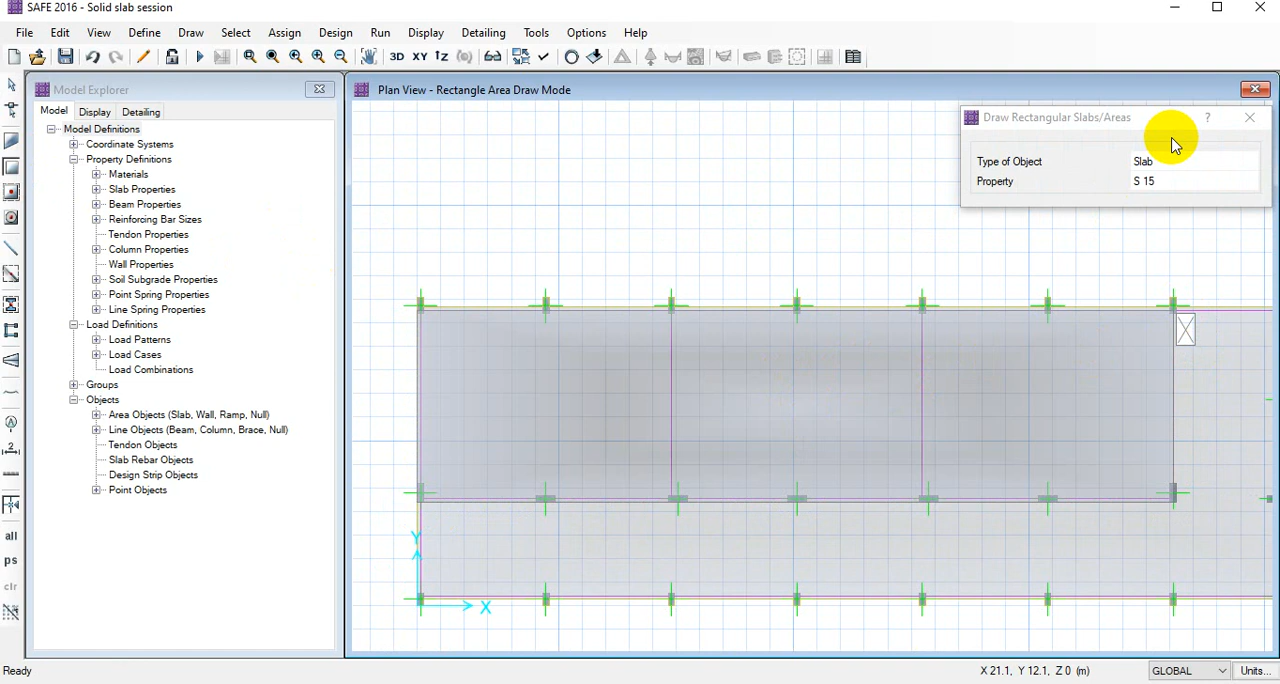 SAFE 2016 - Solid slab session
File Edit View Define Draw Select Assign Design Run Display Detailing Tools Options Help
3D XY
Model Explorer
Model Display Detailing
Model Definitions
Coordinate Systems
Property Definitions
Materials
Slab Properties
Beam Properties
Reinforcing Bar Sizes
Tendon Properties
Column Properties
Wall Properties
Soil Subgrade Properties
Point Spring Properties
Line Spring Properties
Load Definitions
Load Patterns
Load Cases
Load Combinations
Groups
Objects
Area Objects (Slab, Wall, Ramp, Null)
Line Objects (Beam, Column, Brace, Null)
Tendon Objects
Slab Rebar Objects
Design Strip Objects
Point Objects
all
ps
clr
Plan View - Rectangle Area Draw Mode
Draw Rectangular Slabs/Areas ?
Type of Object Slab
Property S 15
Y
X
Ready
X 21.1, Y 12.1, Z 0 (m)
GLOBAL
Units...